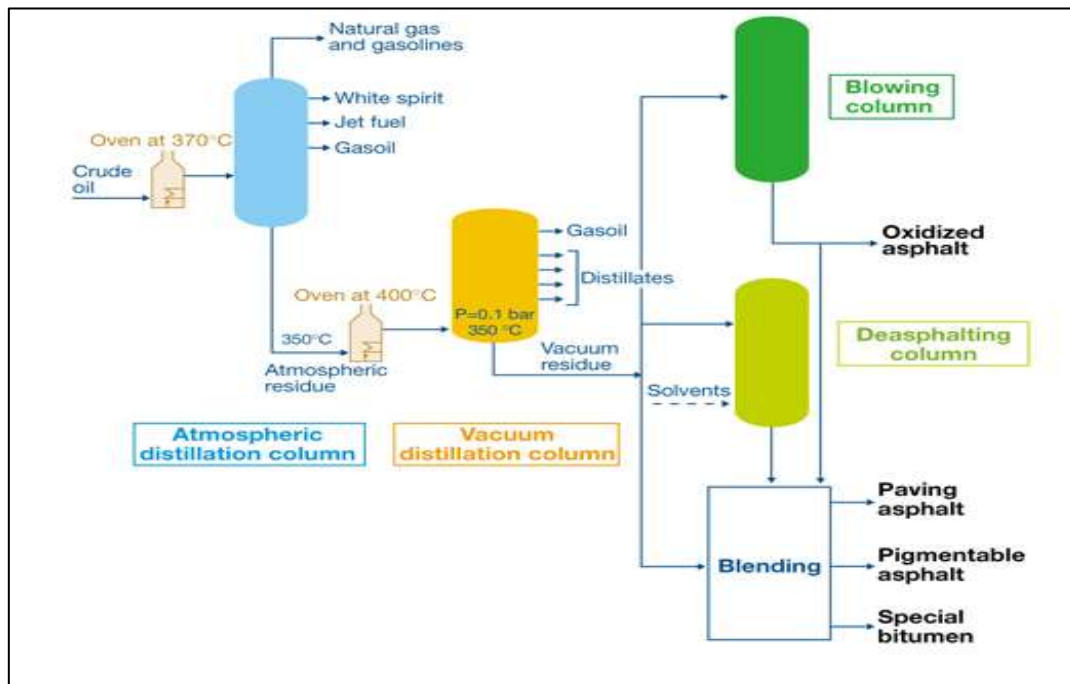 Natural gas
and gasolines
White spirit
Jet fuel
Gasoil
Oven at 370°C
Crude
oil
Blowing
column
Oxidized
asphalt
Gasoil
Distillates
Oven at 400°C
P=0.1 bar
350 °C
350°C
Atmospheric
residue
Vacuum
residue
Deasphalting
column
Solvents
Atmospheric
distillation column
Vacuum
distillation column
Blending
Paving
asphalt
Pigmentable
asphalt
Special
bitumen